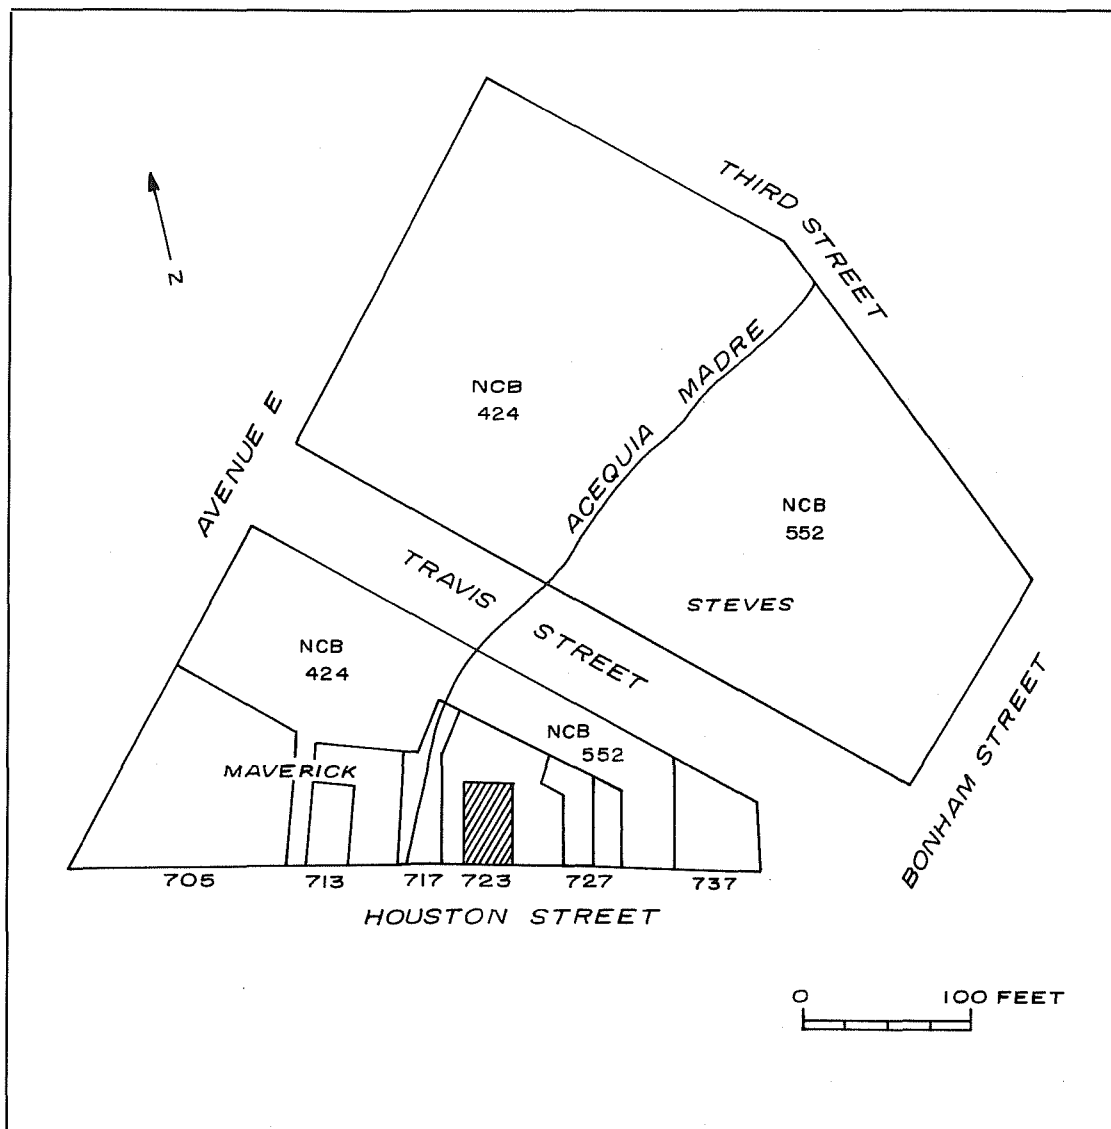 THIRD STREET
N
ACEQUIA MADRE
NCB
424
AVENUE E
NCB
552
TRAVIS STREET
STEVES
NCB
424
NCB
552
MAVERICK
BONHAM STREET
705 713 717 723 727 737
HOUSTON STREET
0 100 FEET